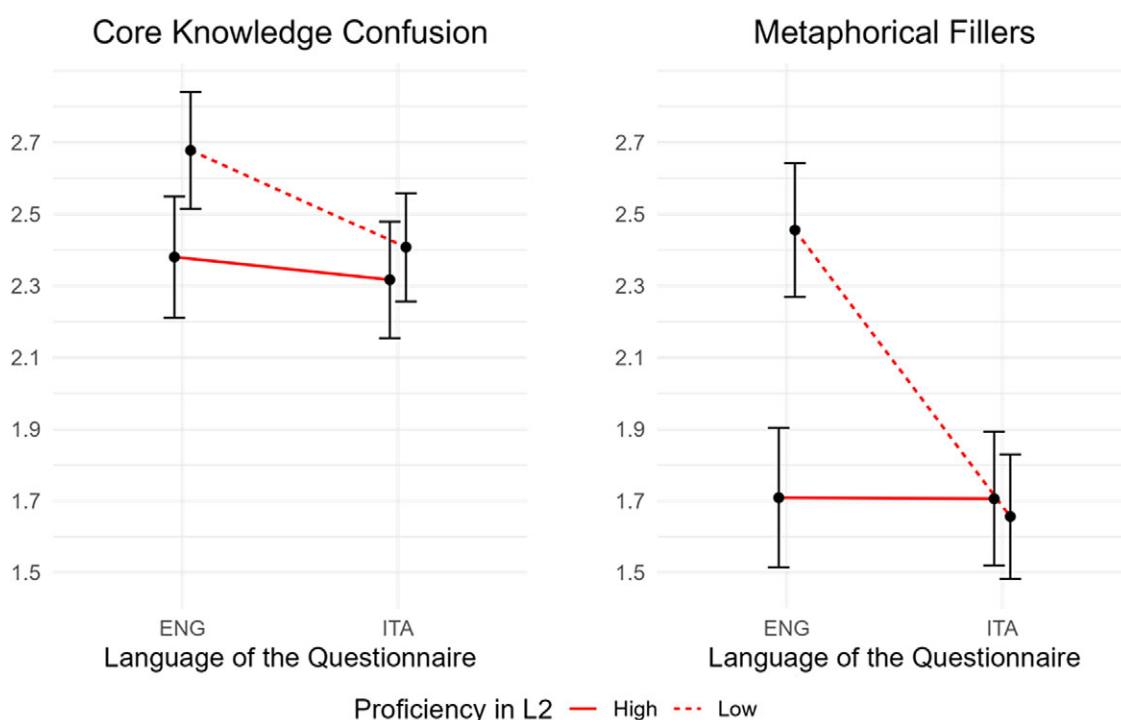 Core Knowledge Confusion
2.7
2.5
2.3
2.1
1.9
1.7
1.5
ENG ITA
Language of the Questionnaire
Metaphorical Fillers
2.7
2.5
2.3
2.1
1.9
1.7
1.5
ENG ITA
Language of the Questionnaire
Proficiency in L2 High Low